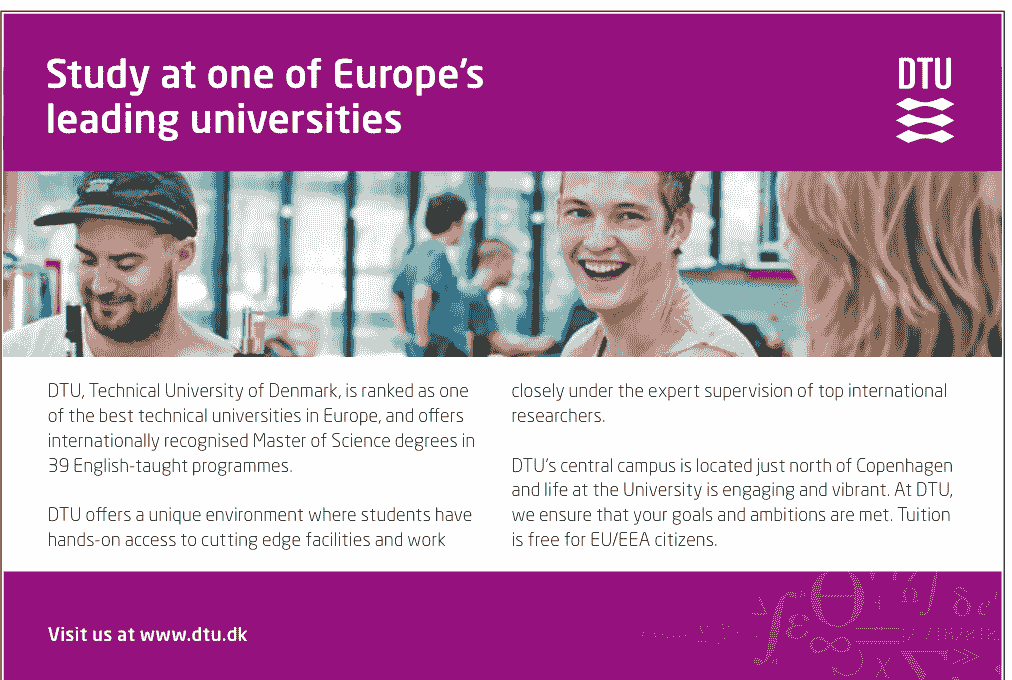 Study at one of Europe's
leading universities
DTU
DTU, Technical University of Denmark, is ranked as one
of the best technical universities in Europe, and offers
internationally recognised Master of Science degrees in
39 English-taught programmes.
DTU offers a unique environment where students have
hands-on access to cutting edge facilities and work
closely under the expert supervision of top international
researchers.
DTU's central campus is located just north of Copenhagen
and life at the University is engaging and vibrant. At DTU,
we ensure that your goals and ambitions are met. Tuition
is free for EU/EEA citizens.
Visit us at www.dtu.dk